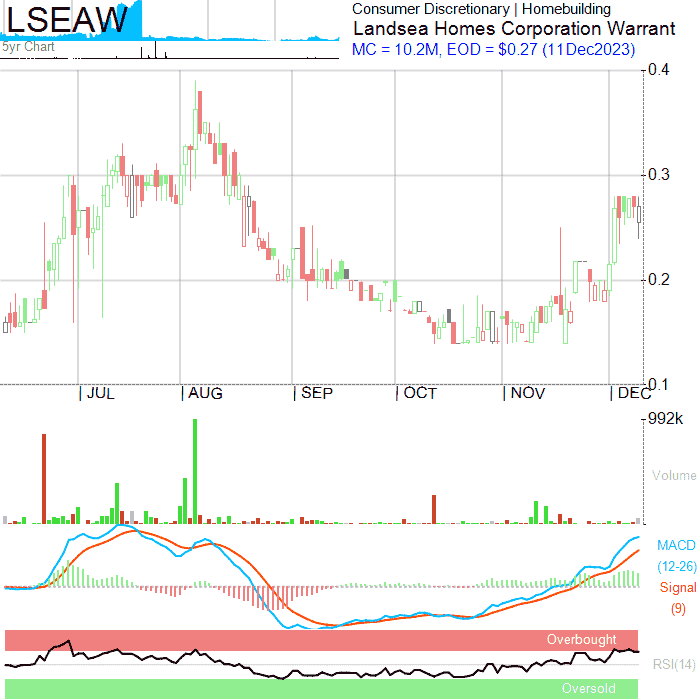 LSEAW
5yr Chart
Consumer Discretionary | Homebuilding
Landsea Homes Corporation Warrant
MC = 10.2M, EOD = $0.27 (11Dec2023)
0.4
0.3
0.2
0.1
JUL
AUG
SEP
OCT
NOV
DEC
992k
Volume
MACD
(12-26)
Signal
(9)
Overbought
RSI(14)
Oversold